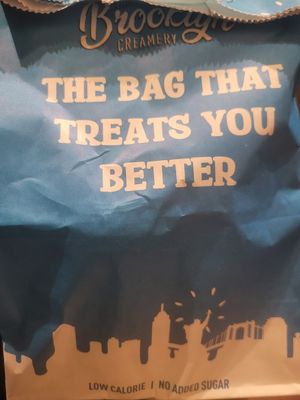 Brooklyn
CREAMERY
THE BAG THAT
TREATS YOU
BETTER
LOW CALORIE | NO ADDED SUGAR